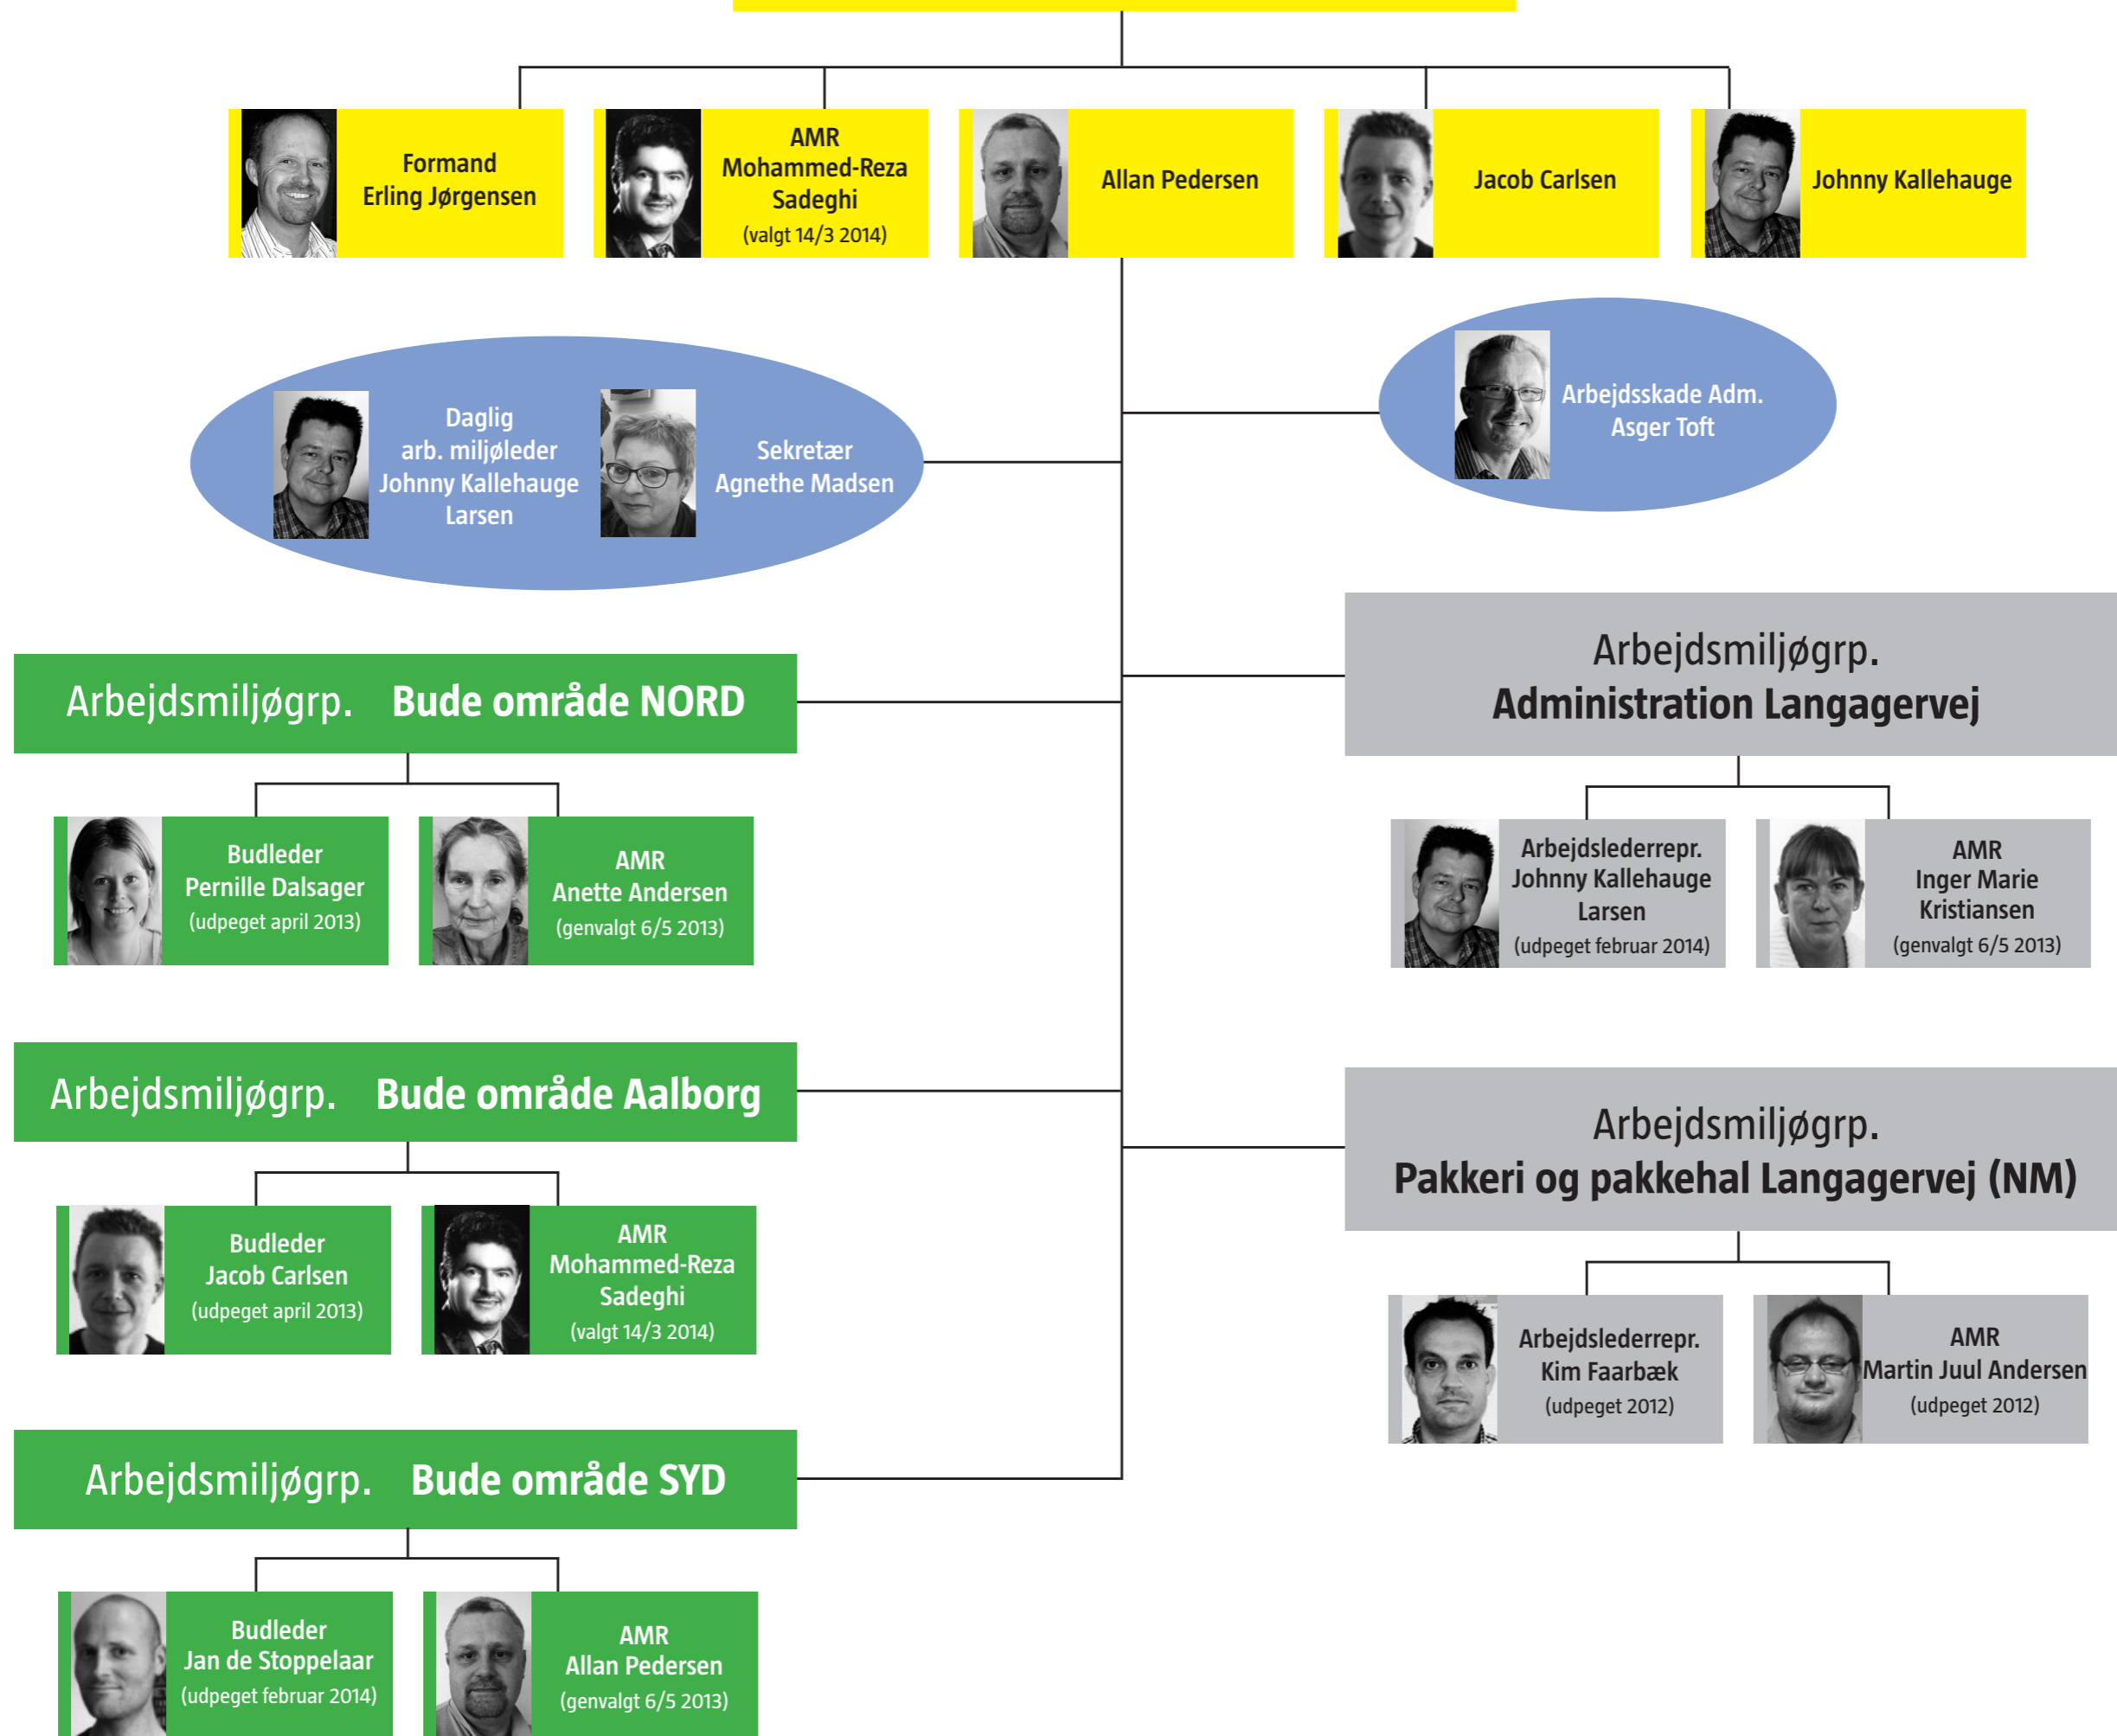 Formand
Erling Jørgensen
AMR
Mohammed-Reza
Sadeghi
(valgt 14/3 2014)
Allan Pedersen
Jacob Carlsen
Johnny Kallehauge
Daglig
arb. miljøleder
Johnny Kallehauge
Larsen
Sekretær
Agnethe Madsen
Arbejdsskade Adm.
Asger Toft
Arbejdsmiljøgrp. Bude område NORD
Budleder
Pernille Dalsager
(udpeget april 2013)
AMR
Anette Andersen
(genvalgt 6/5 2013)
Arbejdsmiljøgrp.
Administration Langagervej
Arbejdslederrepr.
Johnny Kallehauge
Larsen
(udpeget februar 2014)
AMR
Inger Marie
Kristiansen
(genvalgt 6/5 2013)
Arbejdsmiljøgrp. Bude område Aalborg
Budleder
Jacob Carlsen
(udpeget april 2013)
AMR
Mohammed-Reza
Sadeghi
(valgt 14/3 2014)
Arbejdsmiljøgrp.
Pakkeri og pakkehal Langagervej (NM)
Arbejdslederrepr.
Kim Faarbæk
(udpeget 2012)
AMR
Martin Juul Andersen
(udpeget 2012)
Arbejdsmiljøgrp. Bude område SYD
Budleder
Jan de Stoppelaar
(udpeget februar 2014)
AMR
Allan Pedersen
(genvalgt 6/5 2013)